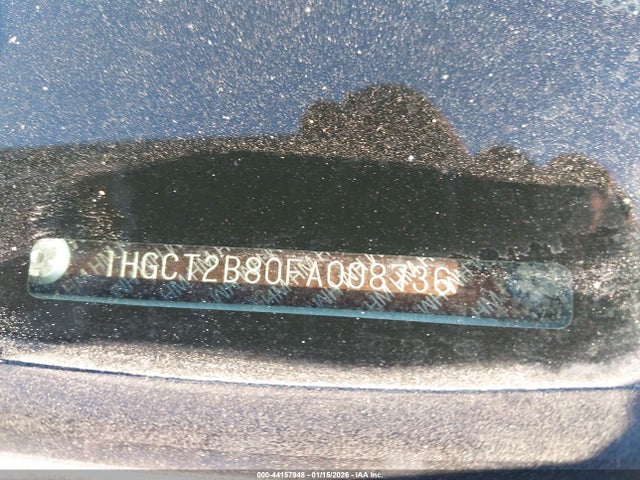 1HGCT2B80FA008736
000-44157948 - 01/15/2026 - IAA Inc.